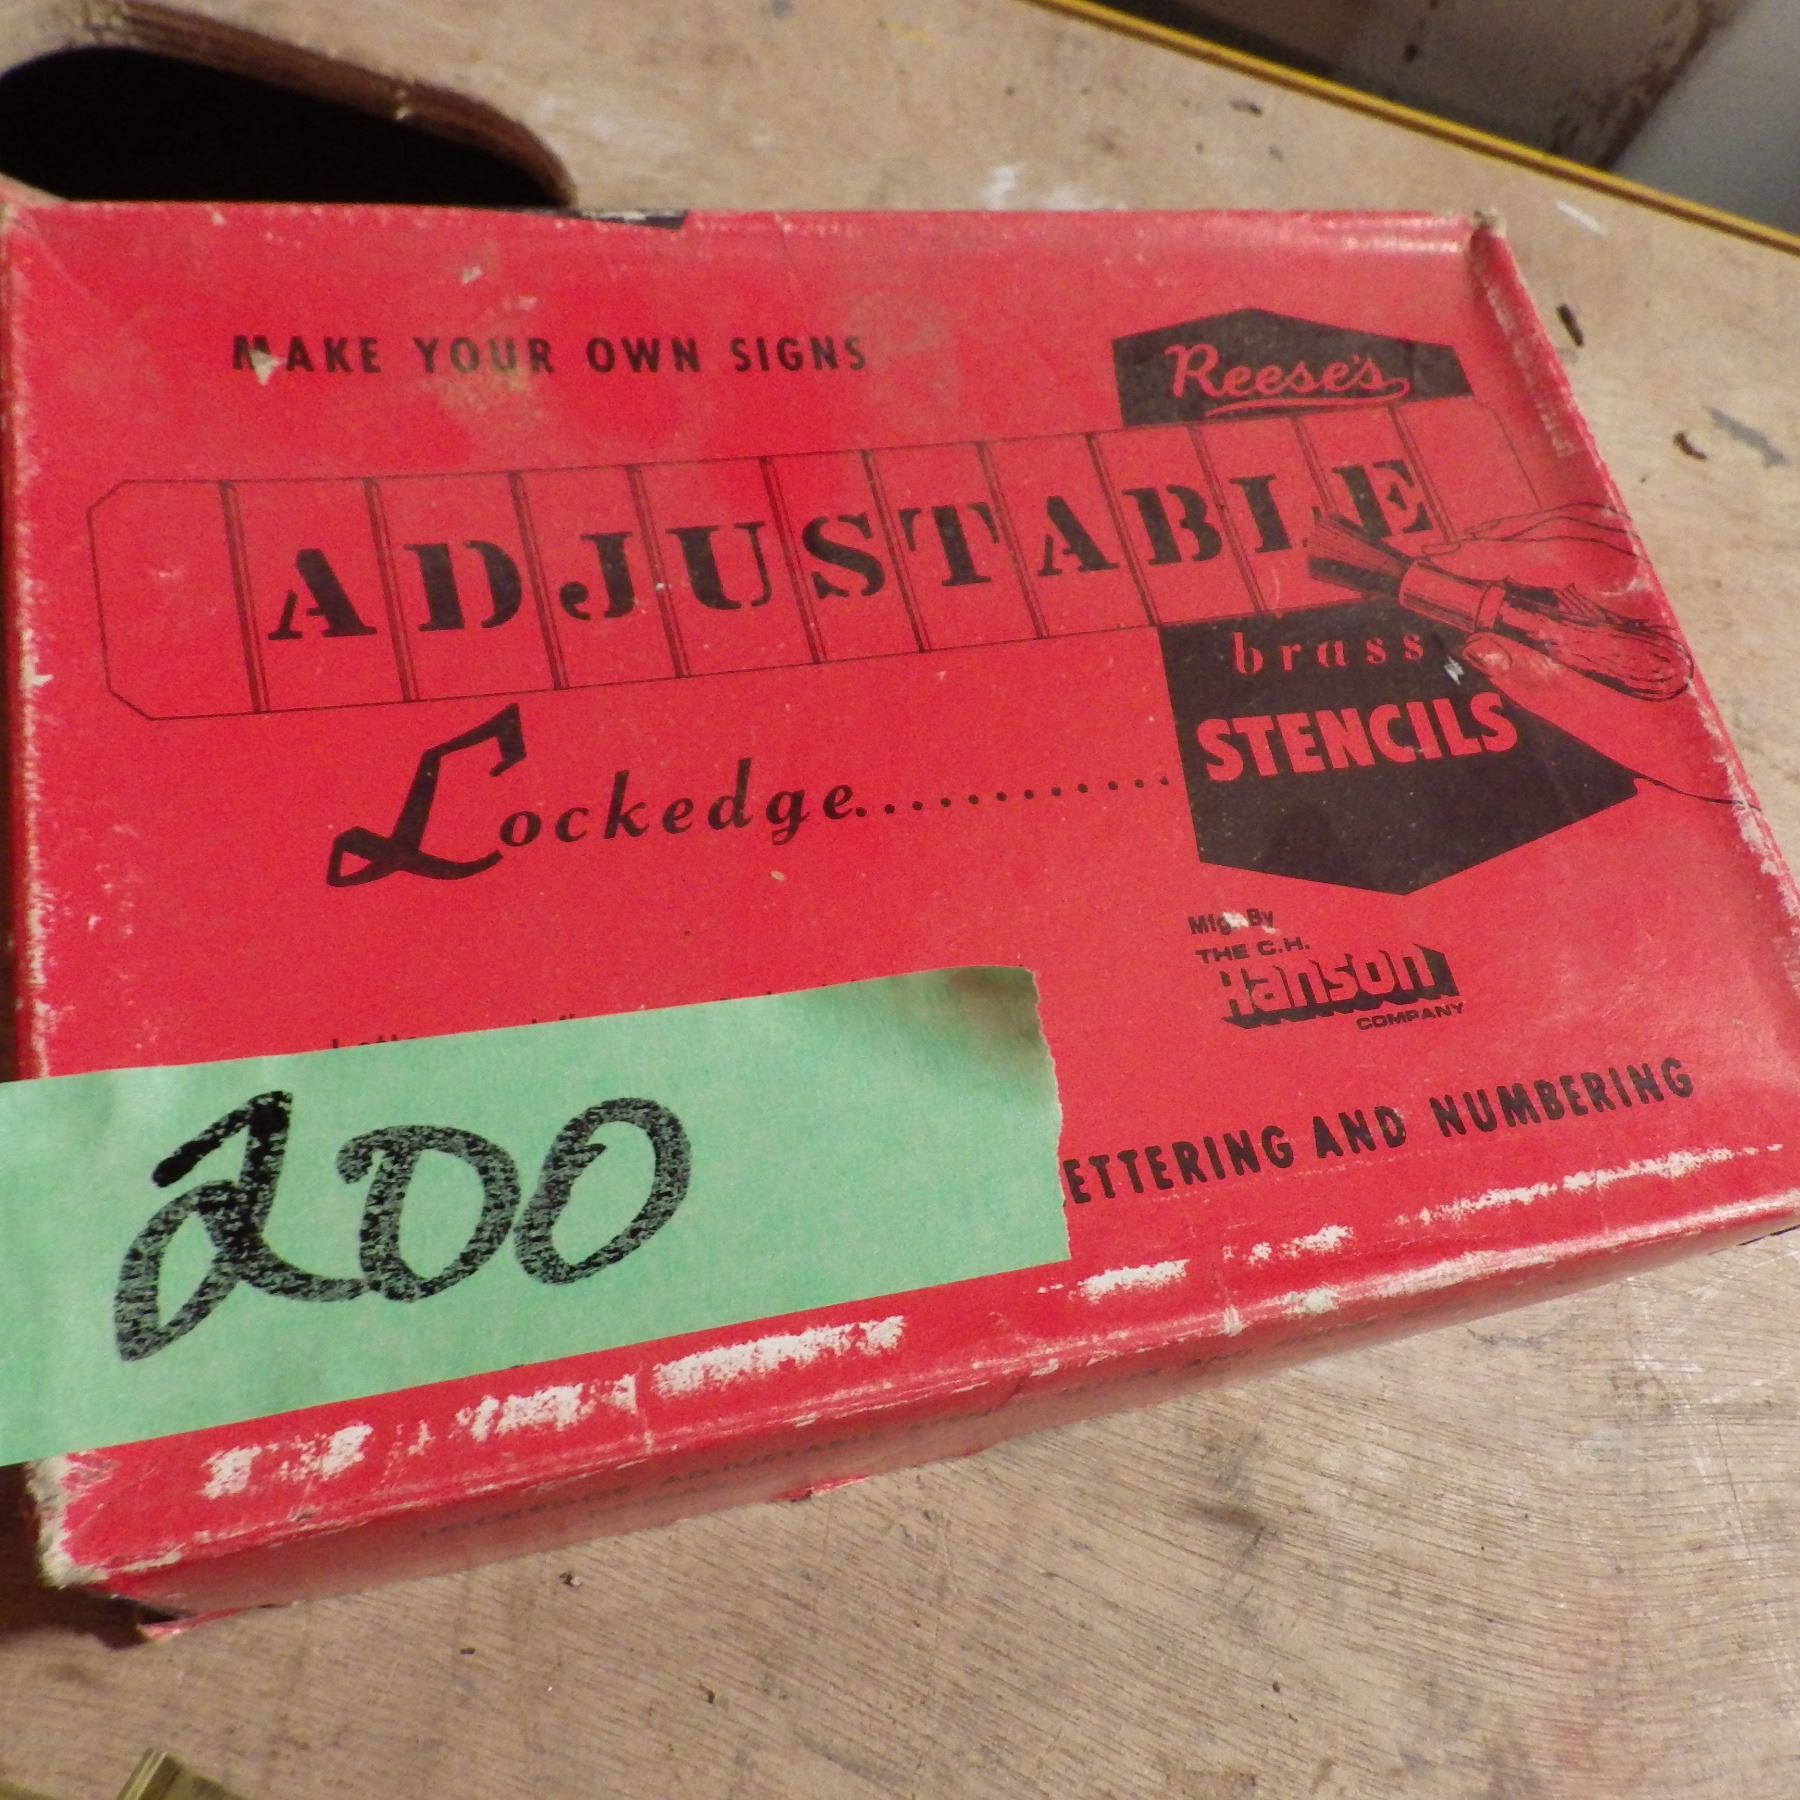 MAKE YOUR OWN SIGNS
Reese's
ADJUSTABLE
brass
STENCILS
Lockedge............
Mfg. By
THE C.H.
Hanson
COMPANY
200
ETTERING AND NUMBERING